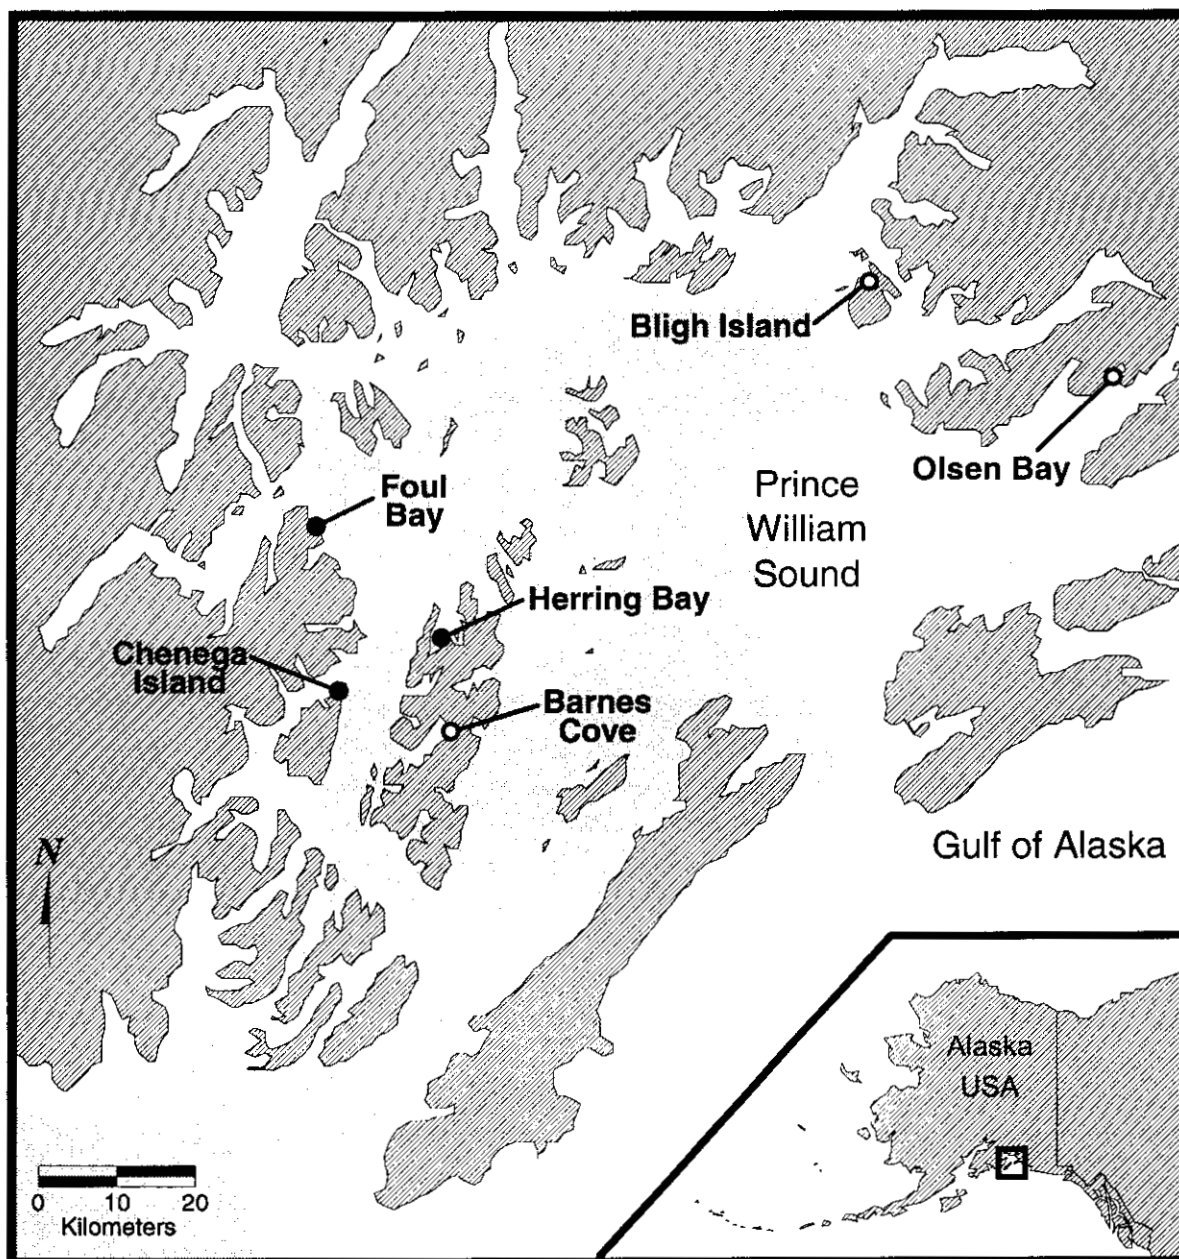 Bligh Island
Olsen Bay
Prince
William
Sound
Foul
Bay
Herring Bay
Chenega
Island
Barnes
Cove
Gulf of Alaska
N
Alaska
USA
0 10 20
Kilometers